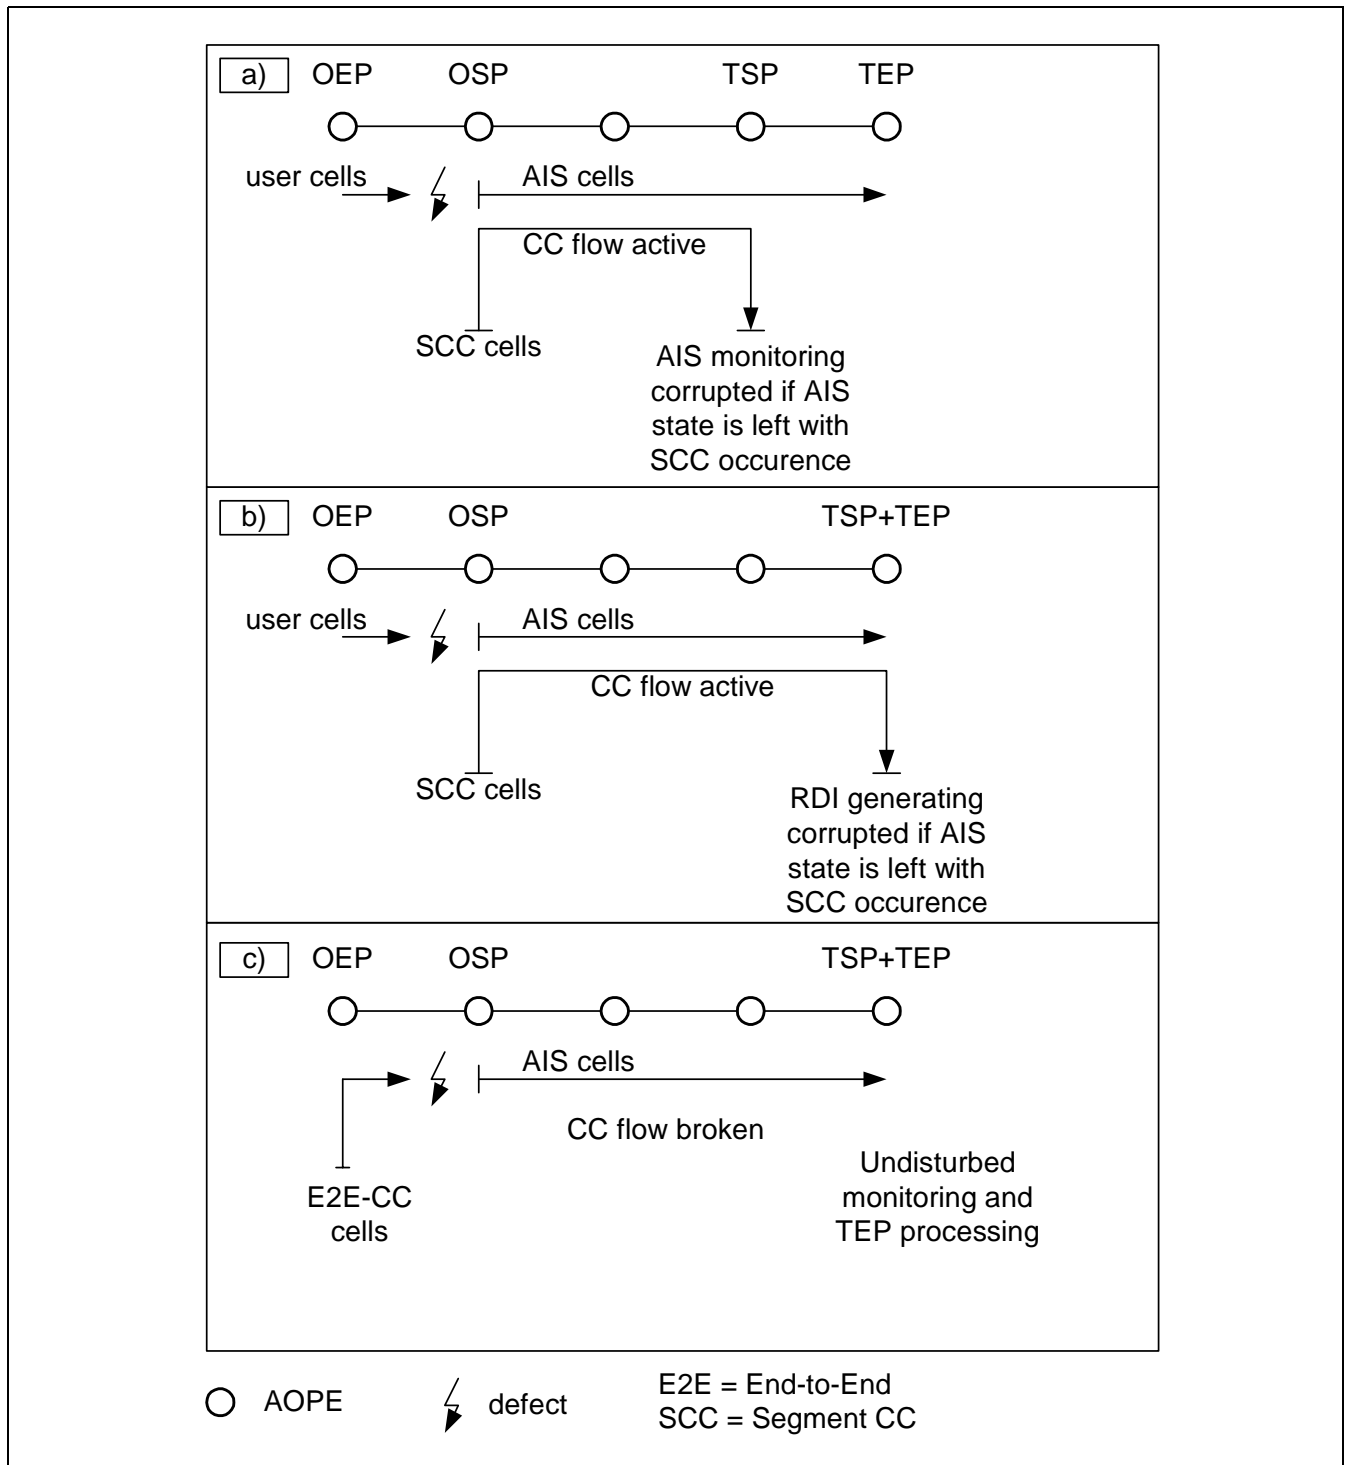 a) OEP OSP TSP TEP
user cells
AIS cells
CC flow active
SCC cells
AIS monitoring
corrupted if AIS
state is left with
SCC occurence
b) OEP OSP TSP+TEP
user cells
AIS cells
CC flow active
SCC cells
RDI generating
corrupted if AIS
state is left with
SCC occurence
c) OEP OSP TSP+TEP
AIS cells
CC flow broken
E2E-CC
cells
Undisturbed
monitoring and
TEP processing
AOPE
defect
E2E = End-to-End
SCC = Segment CC